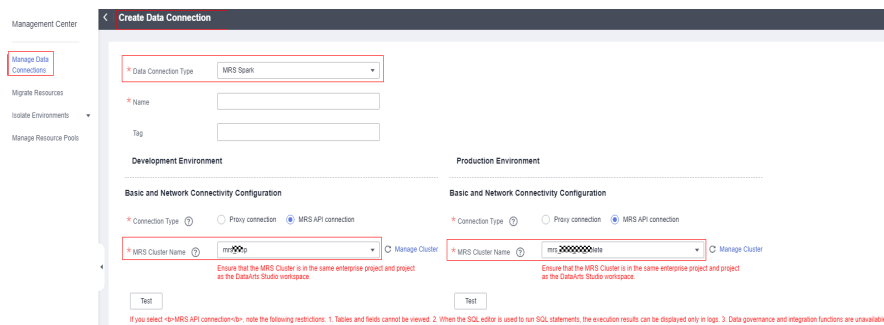 Management Center
Create Data Connection
Manage Data
Connections
Migrate Resources
Isolate Environments
Manage Resource Pools
* Data Connection Type
MRS Spark
* Name
Tag
Development Environment
Production Environment
Basic and Network Connectivity Configuration
Basic and Network Connectivity Configuration
* Connection Type ? Proxy connection MRS API connection
* Connection Type ? Proxy connection MRS API connection
* MRS Cluster Name ? Manage Cluster
* MRS Cluster Name ? Manage Cluster
Ensure that the MRS Cluster is in the same enterprise project and project
as the DataArts Studio workspace.
Ensure that the MRS Cluster is in the same enterprise project and project
as the DataArts Studio workspace.
Test
Test
If you select <b>MRS API connection</b>, note the following restrictions: 1. Tables and fields cannot be viewed. 2. When the SQL editor is used to run SQL statements, the execution results can be displayed only in logs. 3. Data governance and integration functions are unavailable